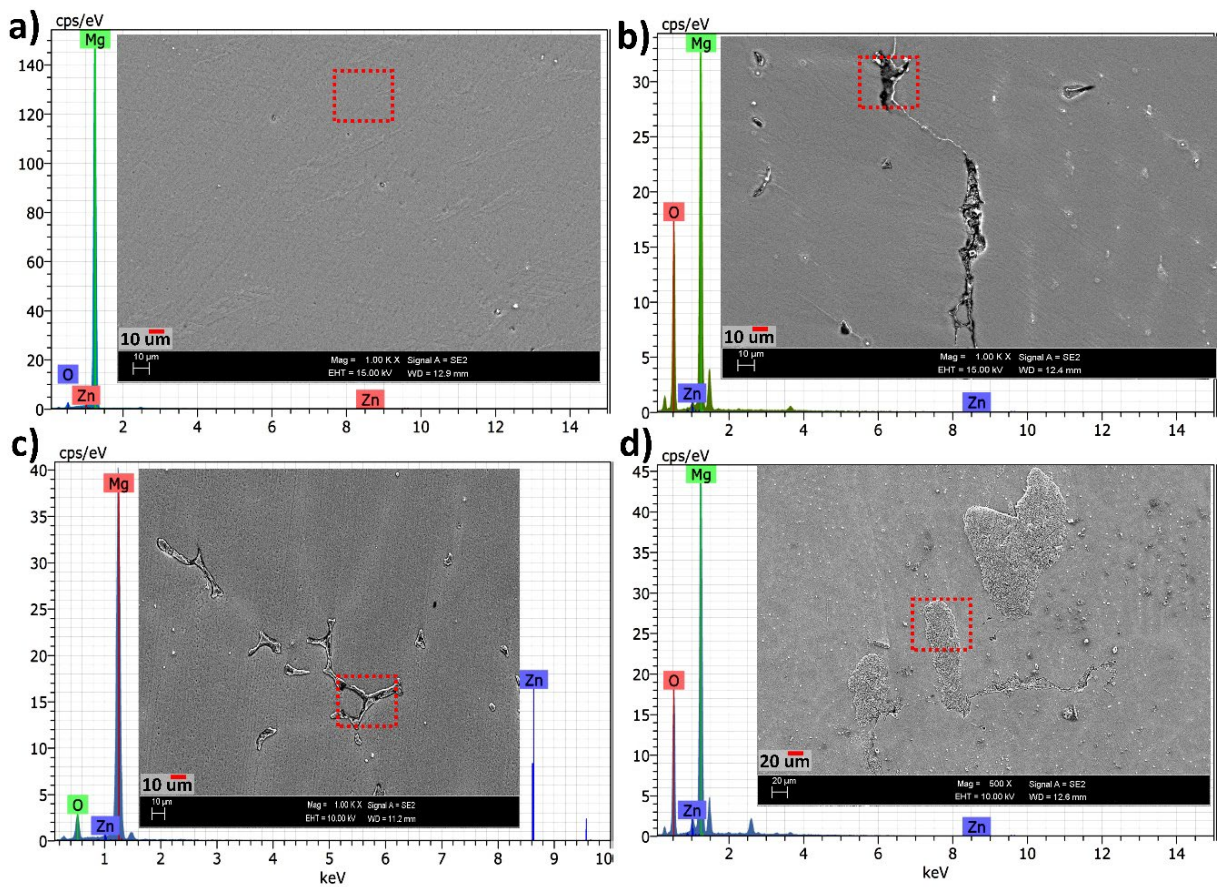 a)
cps/eV
Mg
140
120
100
80
60
40
20
0
O
Zn
Zn
10 um
10 µm
Mag = 1.00 K X Signal A = SE2
EHT = 15.00 kV WD = 12.9 mm
2 4 6 8 10 12 14
b)
cps/eV
Mg
30
25
20
15
10
5
0
O
Zn
Zn
10 um
10 µm
Mag = 1.00 K X Signal A = SE2
EHT = 15.00 kV WD = 12.4 mm
2 4 6 8 10 12 14
c)
cps/eV
Mg
40
35
30
25
20
15
10
5
0
O
Zn
Zn
10 um
10 µm
Mag = 1.00 K X Signal A = SE2
EHT = 10.00 kV WD = 11.2 mm
1 2 3 4 5 6 7 8 9 10
keV
d)
cps/eV
Mg
45
40
35
30
25
20
15
10
5
0
O
Zn
Zn
20 um
20 µm
Mag = 500 X Signal A = SE2
EHT = 10.00 kV WD = 12.6 mm
2 4 6 8 10 12 14
keV